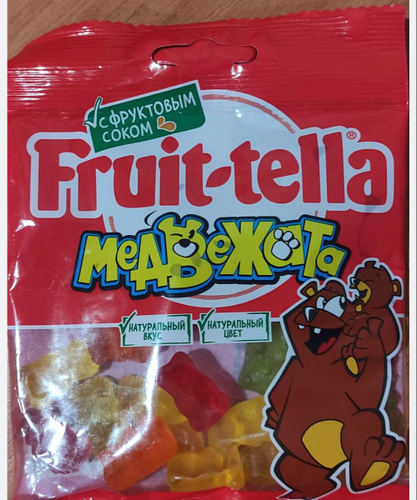 С ФРУКТОВЫМ
СОКОМ
Fruit-tella®
МЕДВЕЖАТА
НАТУРАЛЬНЫЙ НАТУРАЛЬНЫЙ
ВКУС ЦВЕТ